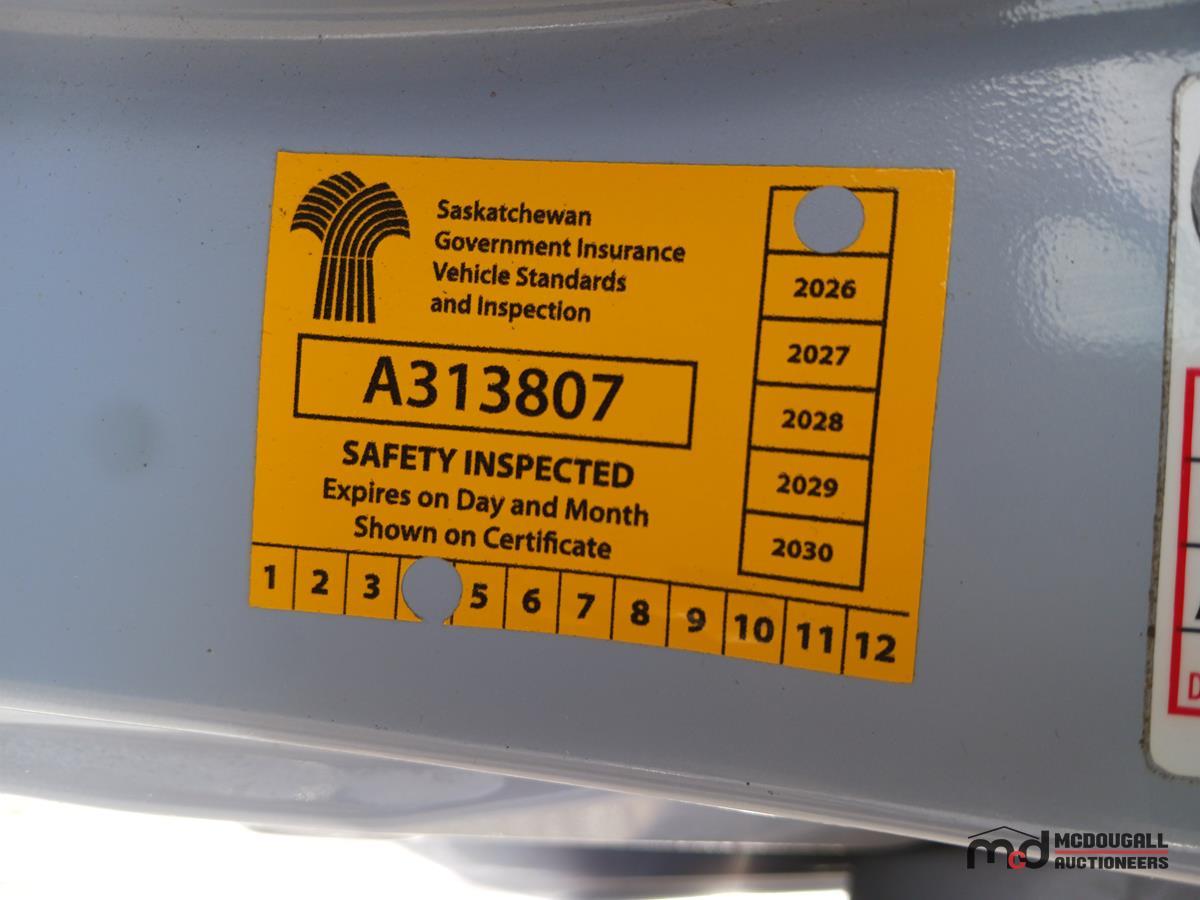 Saskatchewan
Government Insurance
Vehicle Standards
and Inspection
A313807
SAFETY INSPECTED
Expires on Day and Month
Shown on Certificate
2026
2027
2028
2029
2030
1 2 3 5 6 7 8 9 10 11 12
D
mcd MCDOUGALL
AUCTIONEERS